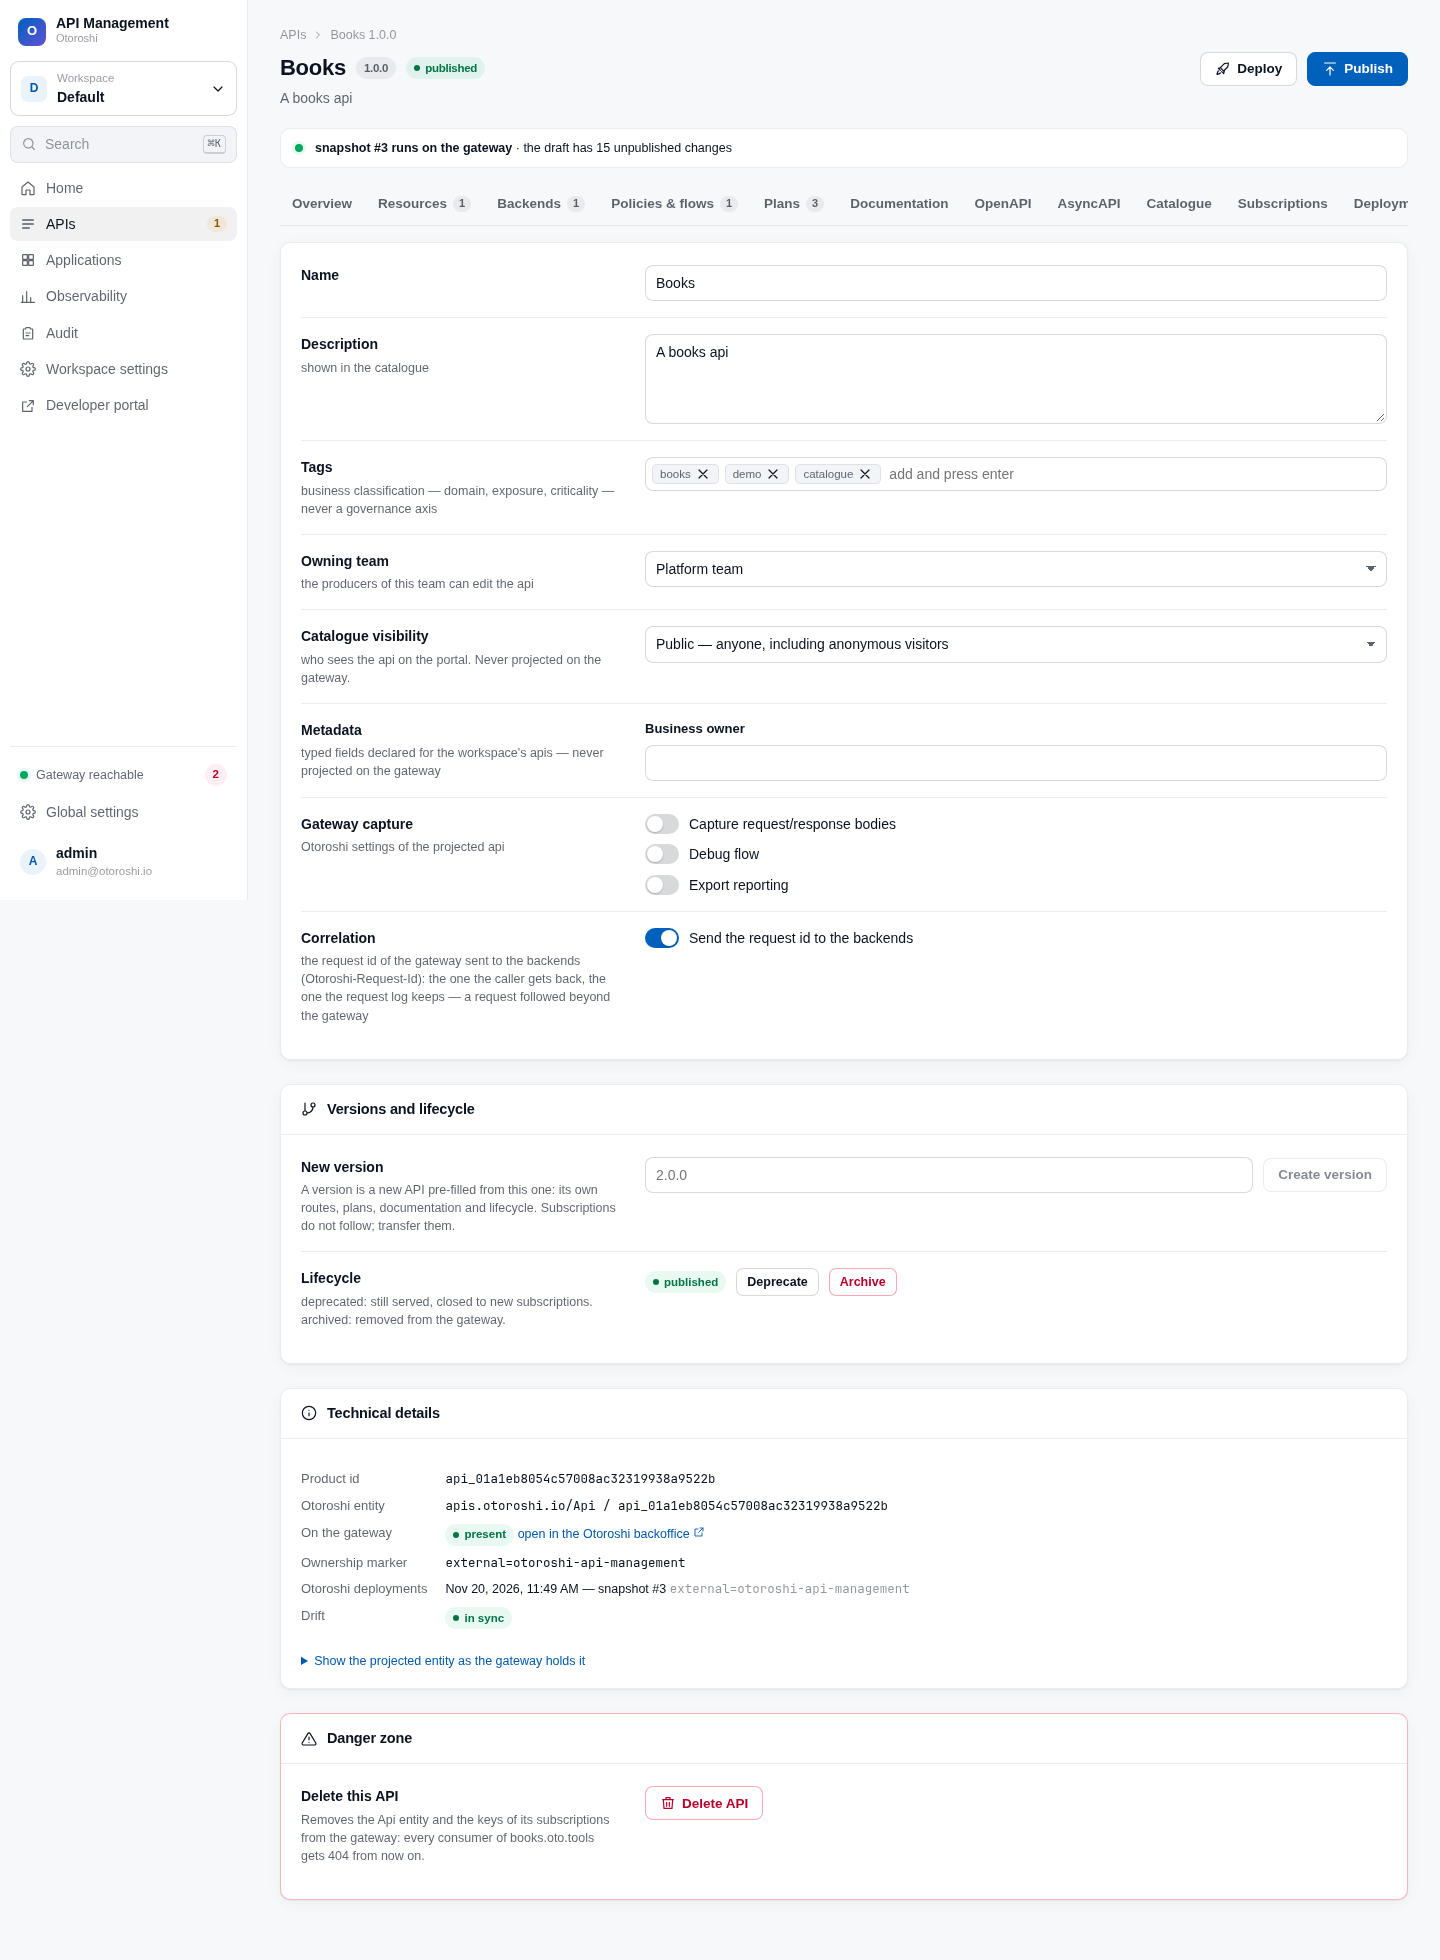 O
API Management
Otoroshi
D
Workspace
Default
Search
⌘K
Home
APIs
1
Applications
Observability
Audit
Workspace settings
Developer portal
Gateway reachable
2
Global settings
A
admin
admin@otoroshi.io
APIs > Books 1.0.0
Books 1.0.0 published
A books api
Deploy
Publish
snapshot #3 runs on the gateway · the draft has 15 unpublished changes
Overview Resources 1 Backends 1 Policies & flows 1 Plans 3 Documentation OpenAPI AsyncAPI Catalogue Subscriptions Deploym
Name
Books
Description
shown in the catalogue
A books api
Tags
business classification — domain, exposure, criticality —
never a governance axis
books demo catalogue add and press enter
Owning team
the producers of this team can edit the api
Platform team
Catalogue visibility
who sees the api on the portal. Never projected on the
gateway.
Public — anyone, including anonymous visitors
Metadata
typed fields declared for the workspace's apis — never
projected on the gateway
Business owner
Gateway capture
Otoroshi settings of the projected api
Capture request/response bodies
Debug flow
Export reporting
Correlation
the request id of the gateway sent to the backends
(Otoroshi-Request-Id): the one the caller gets back, the
one the request log keeps — a request followed beyond
the gateway
Send the request id to the backends
Versions and lifecycle
New version
A version is a new API pre-filled from this one: its own
routes, plans, documentation and lifecycle. Subscriptions
do not follow; transfer them.
2.0.0
Create version
Lifecycle
deprecated: still served, closed to new subscriptions.
archived: removed from the gateway.
published Deprecate Archive
Technical details
Product id api_01a1eb8054c57008ac32319938a9522b
Otoroshi entity apis.otoroshi.io/Api / api_01a1eb8054c57008ac32319938a9522b
On the gateway present open in the Otoroshi backoffice
Ownership marker external=otoroshi-api-management
Otoroshi deployments Nov 20, 2026, 11:49 AM — snapshot #3 external=otoroshi-api-management
Drift in sync
Show the projected entity as the gateway holds it
Danger zone
Delete this API
Removes the Api entity and the keys of its subscriptions
from the gateway: every consumer of books.oto.tools
gets 404 from now on.
Delete API